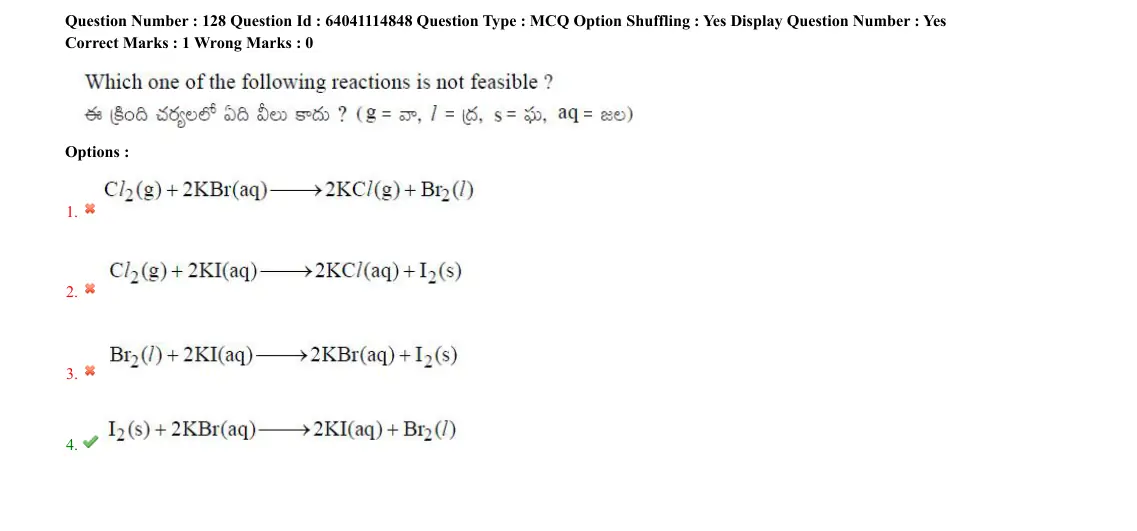 Question Number : 128 Question Id : 64041114848 Question Type : MCQ Option Shuffling : Yes Display Question Number : Yes
Correct Marks : 1 Wrong Marks : 0
Which one of the following reactions is not feasible ?
ఈ క్రింది చర్యలలో ఏది వీలు కాదు ? (g = వా, l = ద్ర, s = ఘ, aq = జల)
Options :
1. Cl₂(g) + 2KBr(aq) ⟶ 2KCl(g) + Br₂(l)
2. Cl₂(g) + 2KI(aq) ⟶ 2KCl(aq) + I₂(s)
3. Br₂(l) + 2KI(aq) ⟶ 2KBr(aq) + I₂(s)
4. I₂(s) + 2KBr(aq) ⟶ 2KI(aq) + Br₂(l)